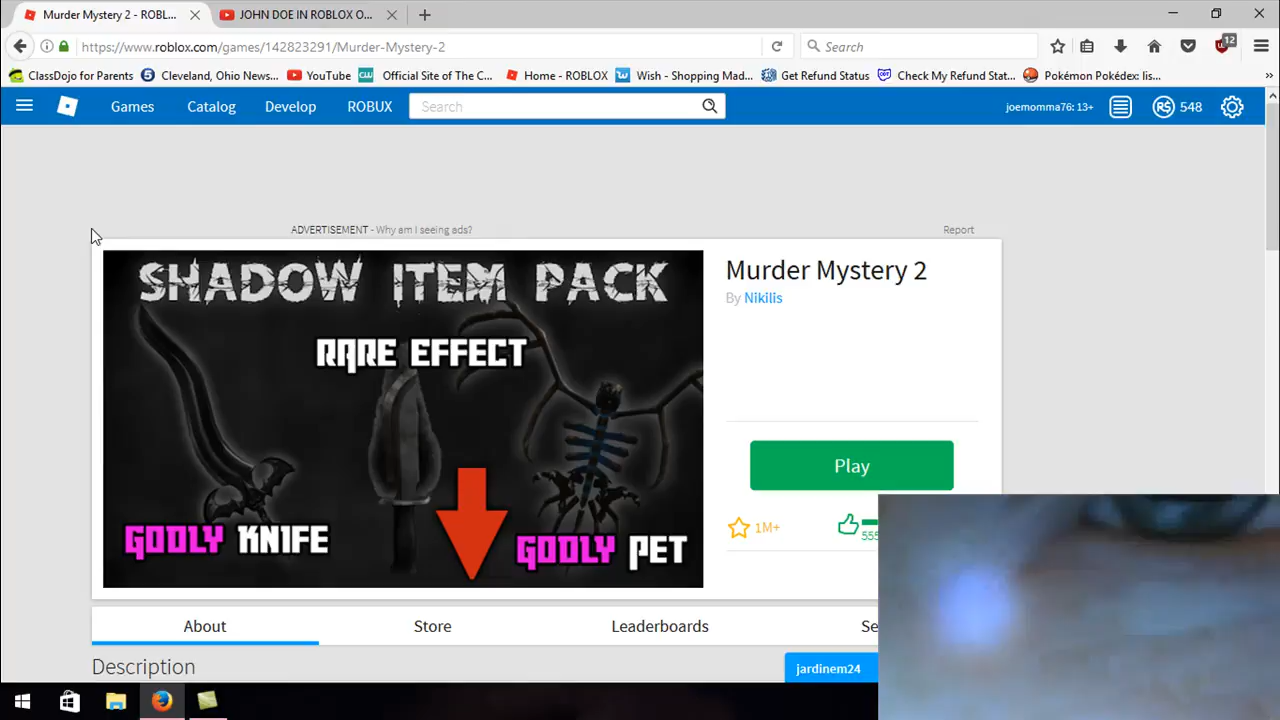 Murder Mystery 2 - ROBL...
JOHN DOE IN ROBLOX O...
https://www.roblox.com/games/142823291/Murder-Mystery-2
Search
12
ClassDojo for Parents
Cleveland, Ohio News...
YouTube
CW
Official Site of The C...
Home - ROBLOX
Wish - Shopping Mad...
Get Refund Status
Check My Refund Stat...
Pokémon Pokédex: lis...
Games
Catalog
Develop
ROBUX
Search
joemomma76: 13+
R$ 548
ADVERTISEMENT - Why am I seeing ads?
Report
SHADOW ITEM PACK
RARE EFFECT
GODLY KNIFE
GODLY PET
Murder Mystery 2
By Nikilis
Play
1M+
555
About
Store
Leaderboards
Se
Description
jardinem24